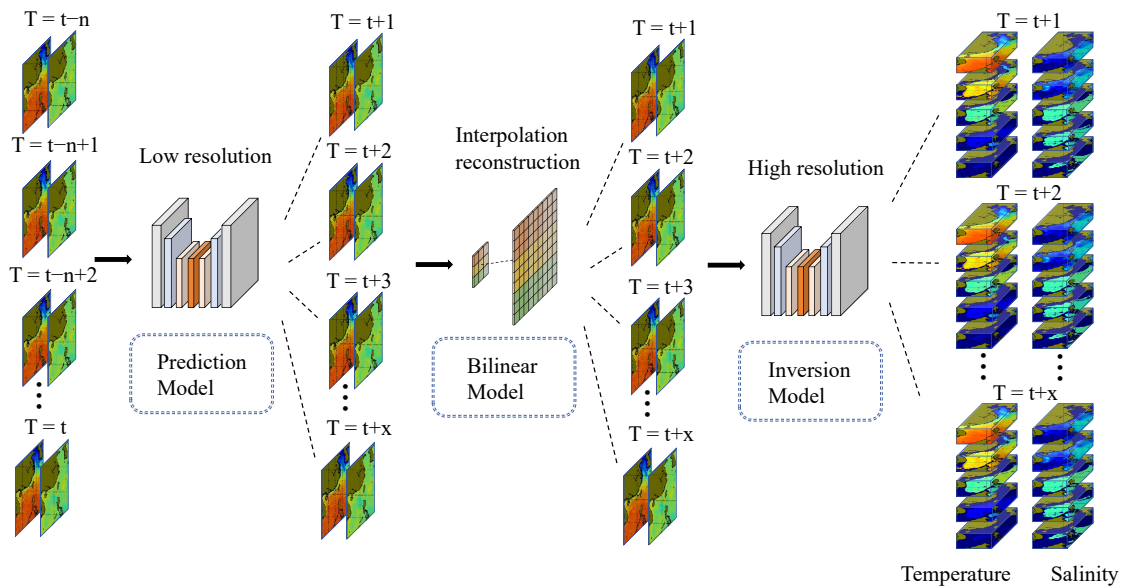 T = t−n
T = t−n+1
T = t−n+2
T = t
Low resolution
Prediction
Model
T = t+1
T = t+2
T = t+3
T = t+x
Interpolation
reconstruction
Bilinear
Model
T = t+1
T = t+2
T = t+3
T = t+x
High resolution
Inversion
Model
T = t+1
T = t+2
T = t+x
Temperature
Salinity